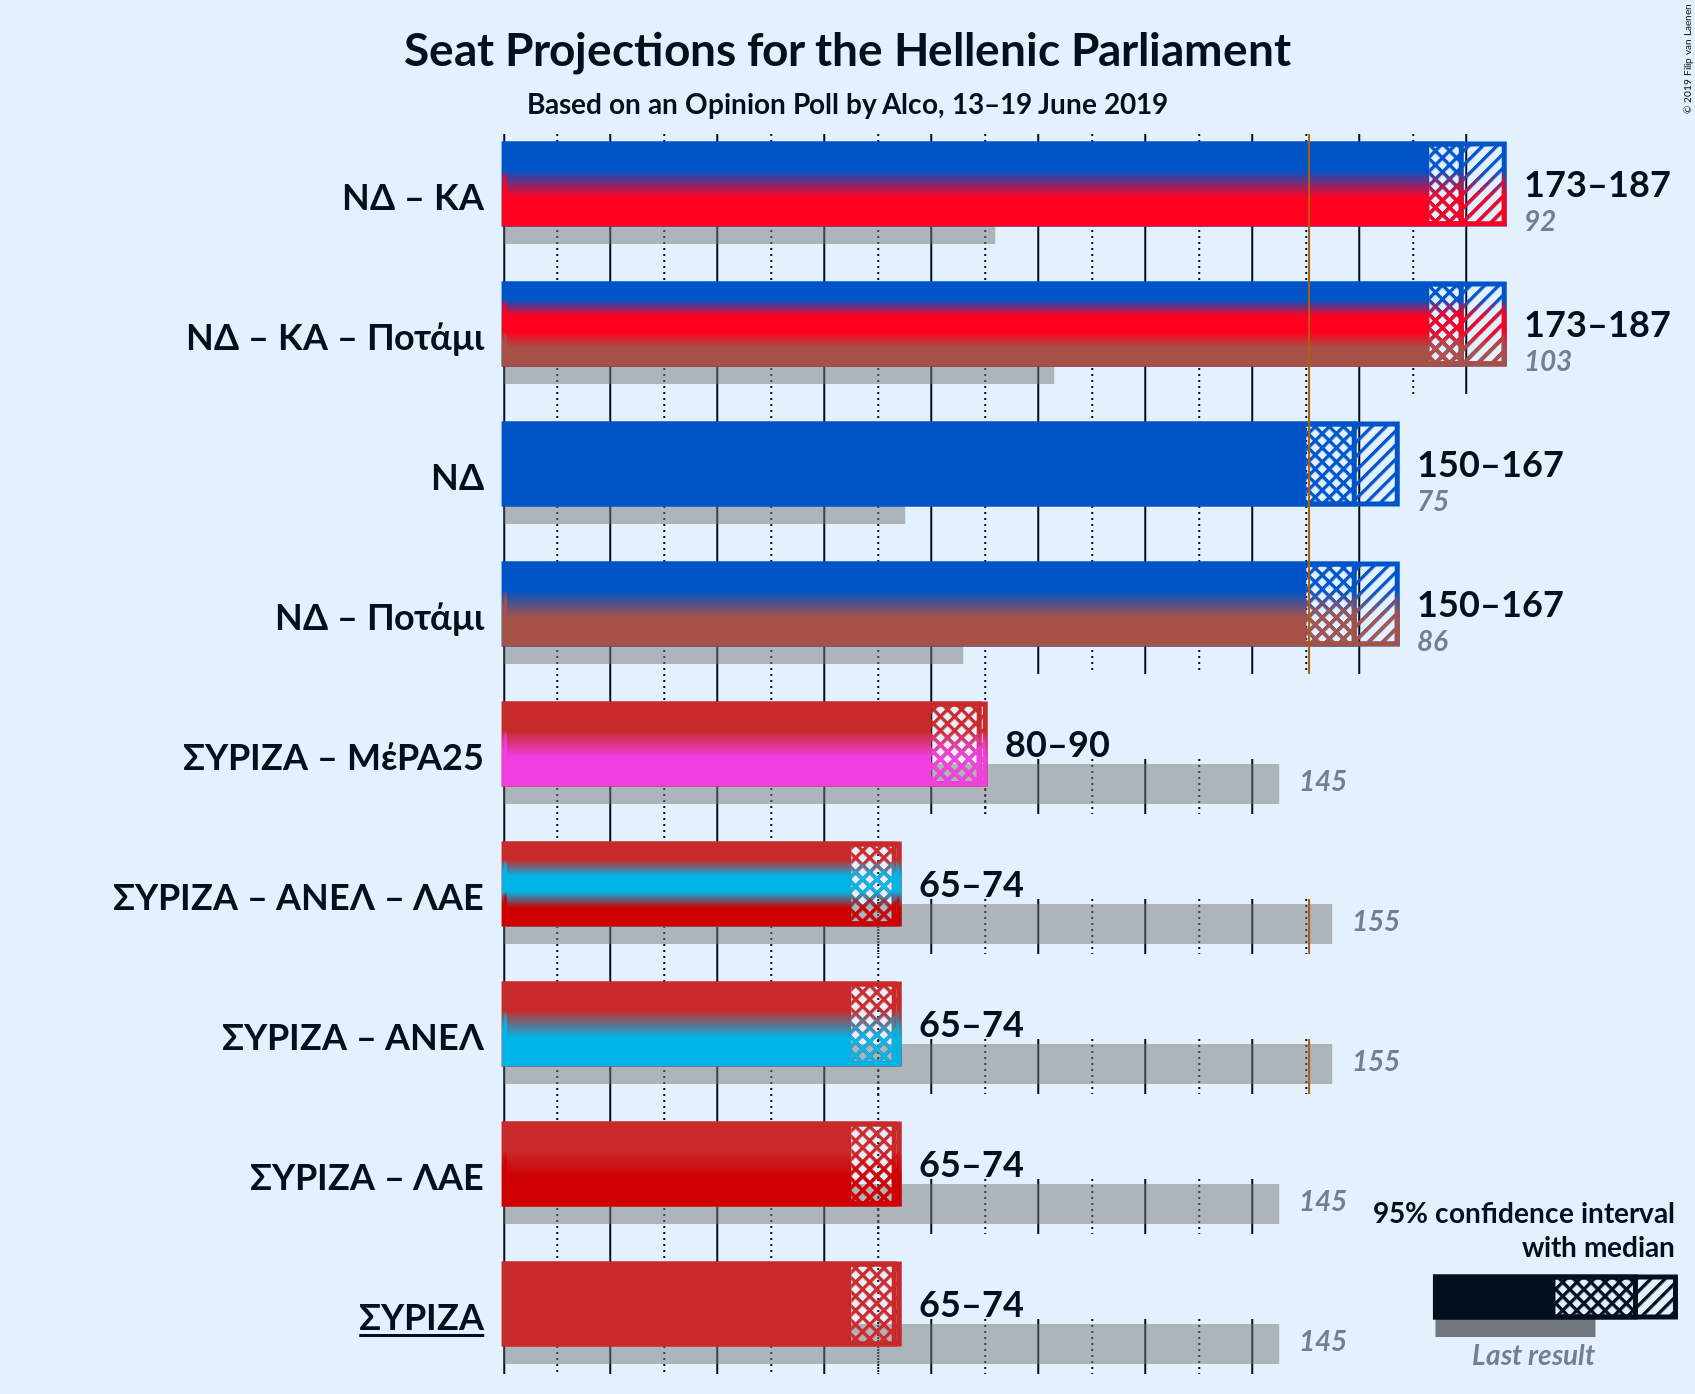 Seat Projections for the Hellenic Parliament
Based on an Opinion Poll by Alco, 13–19 June 2019
© 2019 Filip van Laenen
ΝΔ – ΚΑ
173–187
92
ΝΔ – ΚΑ – Ποτάμι
173–187
103
ΝΔ
150–167
75
ΝΔ – Ποτάμι
150–167
86
ΣΥΡΙΖΑ – ΜέΡΑ25
80–90
145
ΣΥΡΙΖΑ – ΑΝΕΛ – ΛΑΕ
65–74
155
ΣΥΡΙΖΑ – ΑΝΕΛ
65–74
155
ΣΥΡΙΖΑ – ΛΑΕ
65–74
145
ΣΥΡΙΖΑ
65–74
145
95% confidence interval
with median
Last result